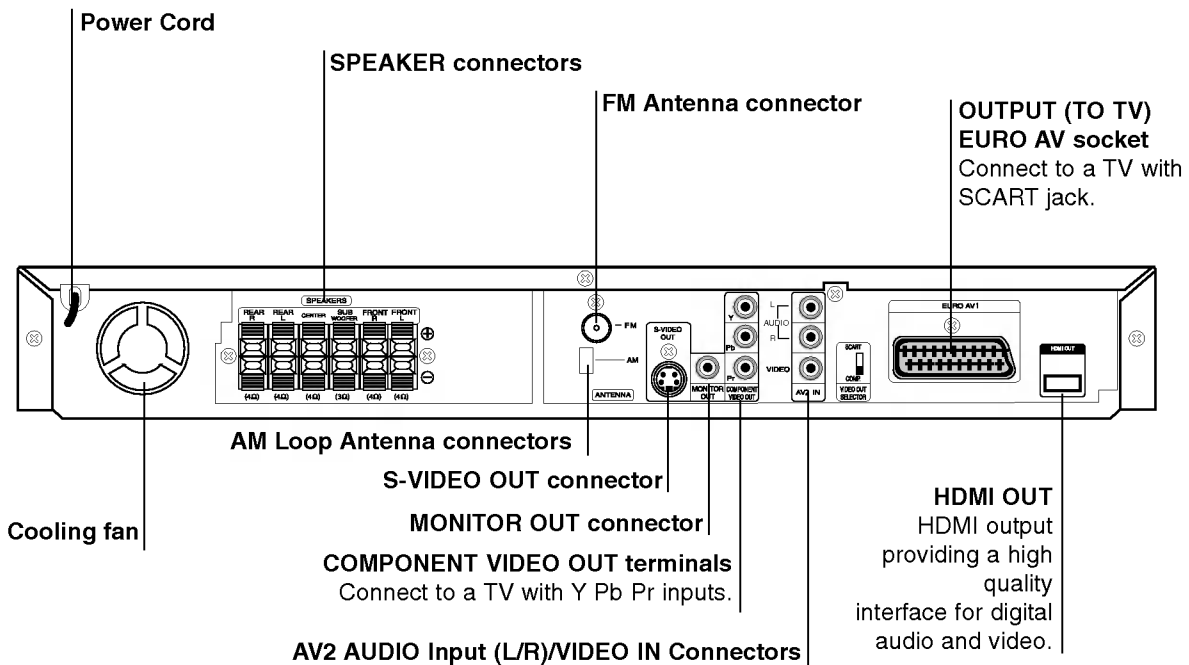 Power Cord
SPEAKER connectors
FM Antenna connector
OUTPUT (TO TV)
EURO AV socket
Connect to a TV with
SCART jack.
SPEAKERS
REAR R
REAR L
CENTER
SUB WOOFER
FRONT R
FRONT L
(4Ω) (4Ω) (4Ω) (3Ω) (4Ω) (4Ω)
FM
AM
ANTENNA
S-VIDEO OUT
MONITOR OUT
Y
Pb
Pr
COMPONENT VIDEO OUT
L
AUDIO
R
VIDEO
AV2 IN
SCART
COMP.
VIDEO OUT SELECTOR
EURO AV1
HDMI OUT
AM Loop Antenna connectors
S-VIDEO OUT connector
MONITOR OUT connector
Cooling fan
COMPONENT VIDEO OUT terminals
Connect to a TV with Y Pb Pr inputs.
AV2 AUDIO Input (L/R)/VIDEO IN Connectors
HDMI OUT
HDMI output
providing a high
quality
interface for digital
audio and video.